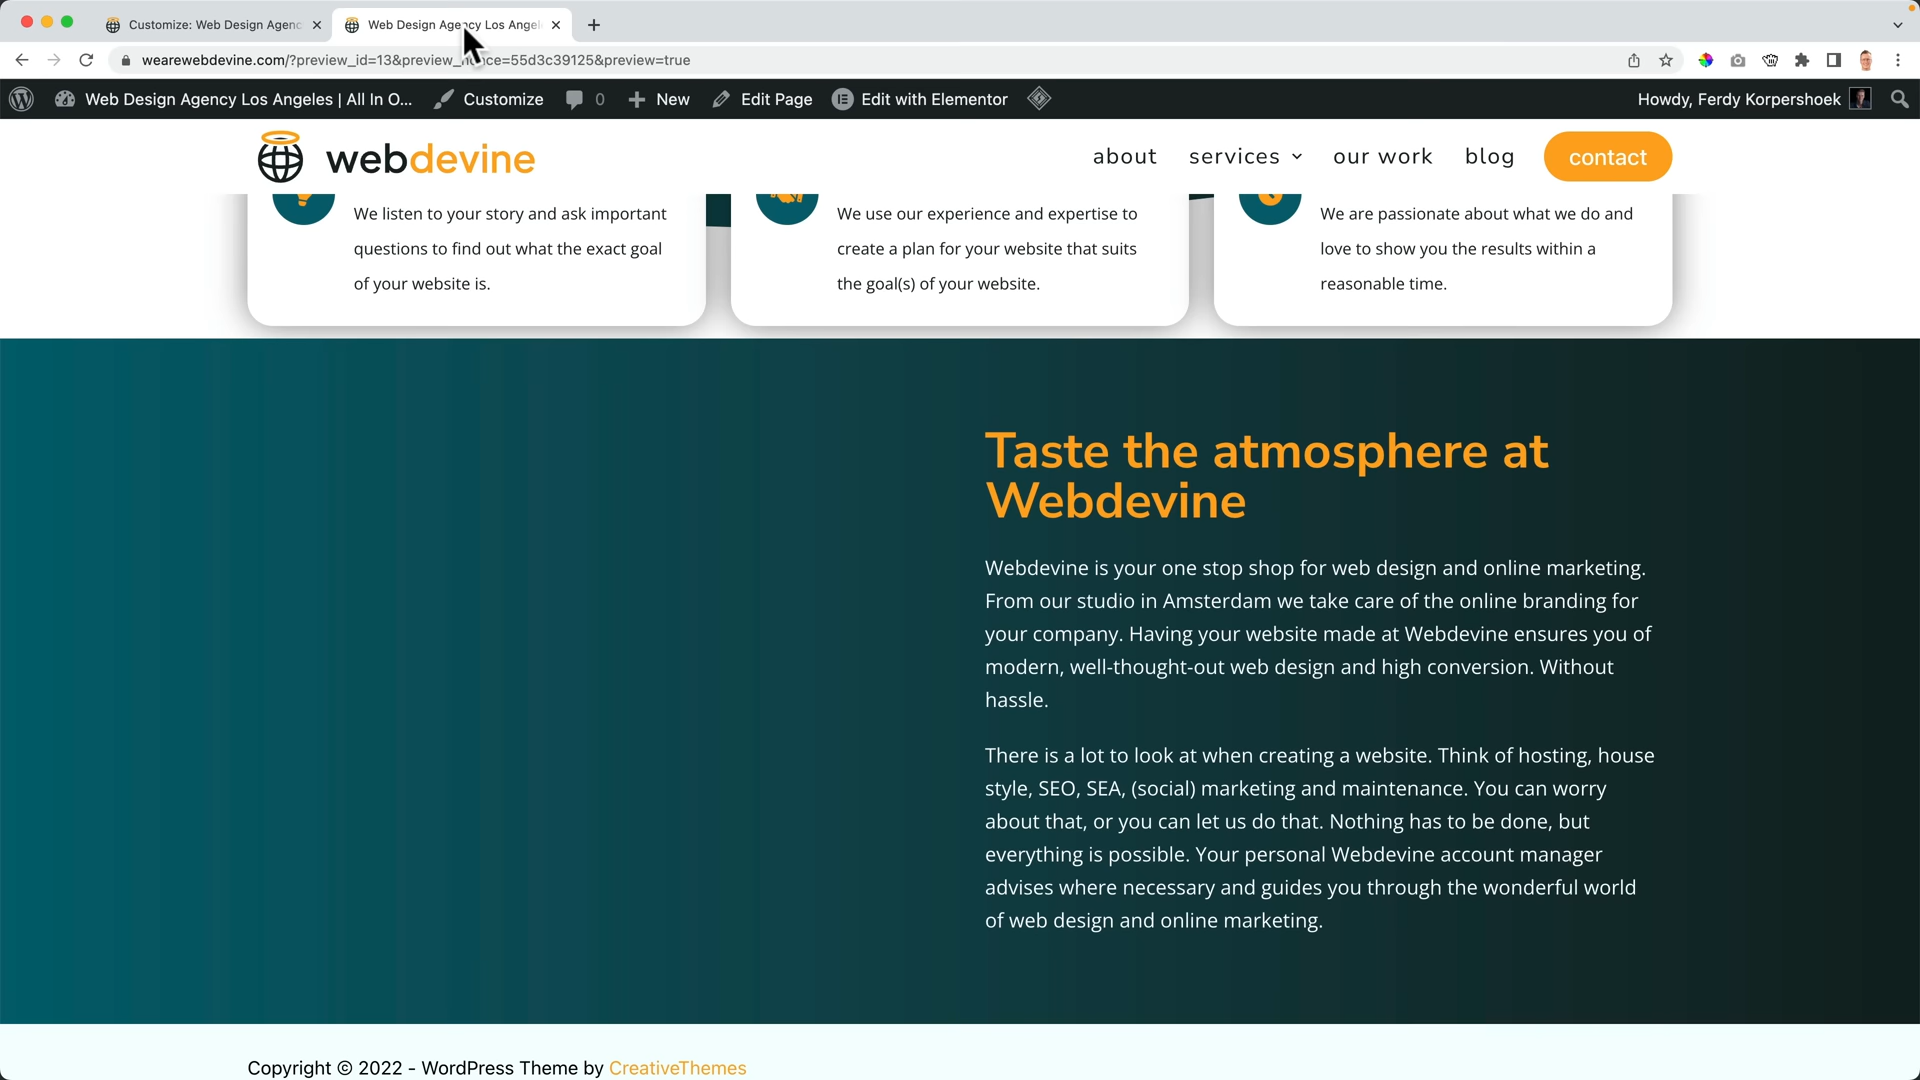 Customize: Web Design Agenc
Web Design Agency Los Angel
wearewebdevine.com/?preview_id=13&preview_nonce=55d3c39125&preview=true
Web Design Agency Los Angeles | All In O...
Customize
0
New
Edit Page
Edit with Elementor
Howdy, Ferdy Korpershoek
webdevine
about
services
our work
blog
contact
We listen to your story and ask important
questions to find out what the exact goal
of your website is.
We use our experience and expertise to
create a plan for your website that suits
the goal(s) of your website.
We are passionate about what we do and
love to show you the results within a
reasonable time.
Taste the atmosphere at
Webdevine
Webdevine is your one stop shop for web design and online marketing.
From our studio in Amsterdam we take care of the online branding for
your company. Having your website made at Webdevine ensures you of
modern, well-thought-out web design and high conversion. Without
hassle.
There is a lot to look at when creating a website. Think of hosting, house
style, SEO, SEA, (social) marketing and maintenance. You can worry
about that, or you can let us do that. Nothing has to be done, but
everything is possible. Your personal Webdevine account manager
advises where necessary and guides you through the wonderful world
of web design and online marketing.
Copyright © 2022 - WordPress Theme by CreativeThemes